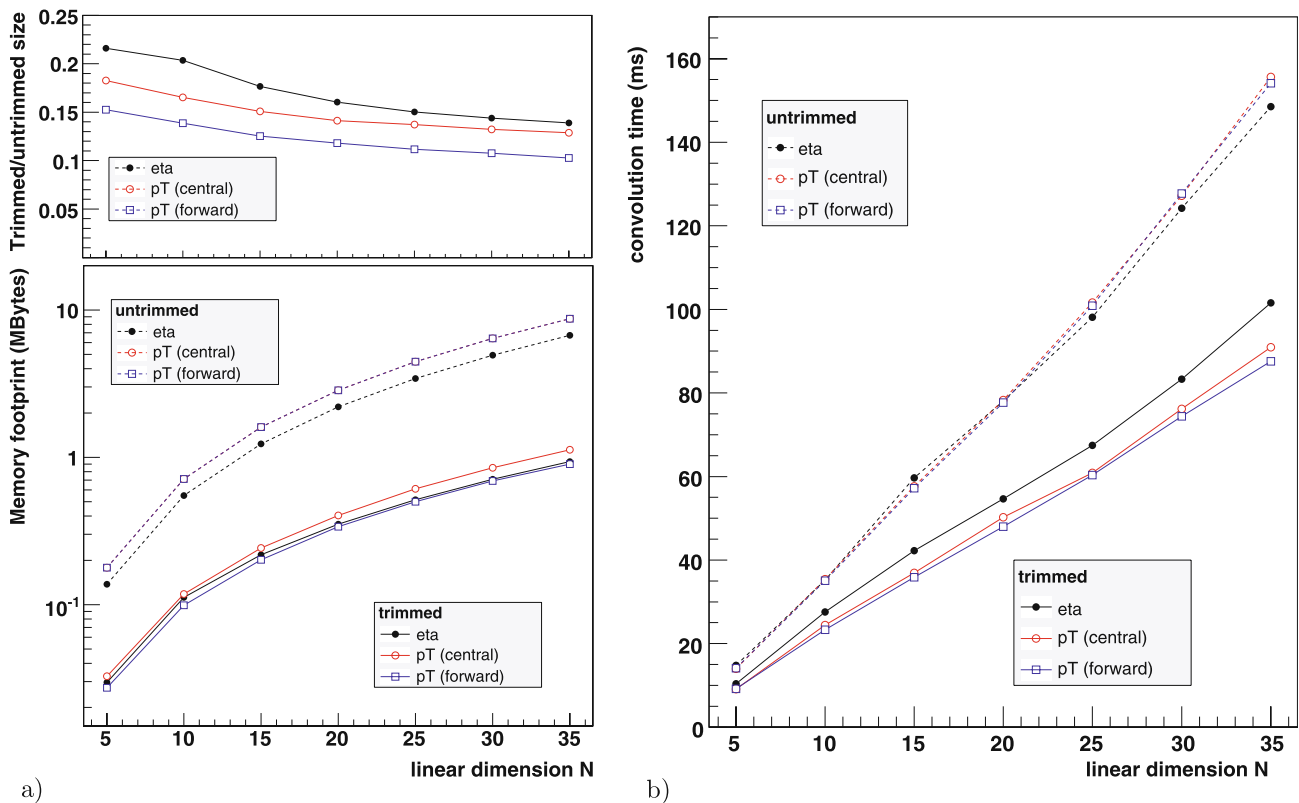 Trimmed/untrimmed size
0.25
0.2
0.15
0.1
0.05
eta
pT (central)
pT (forward)
Memory footprint (MBytes)
10
1
10-1
untrimmed
eta
pT (central)
pT (forward)
trimmed
eta
pT (central)
pT (forward)
5 10 15 20 25 30 35
linear dimension N
a)
convolution time (ms)
160
140
120
100
80
60
40
20
0
untrimmed
eta
pT (central)
pT (forward)
trimmed
eta
pT (central)
pT (forward)
5 10 15 20 25 30 35
linear dimension N
b)